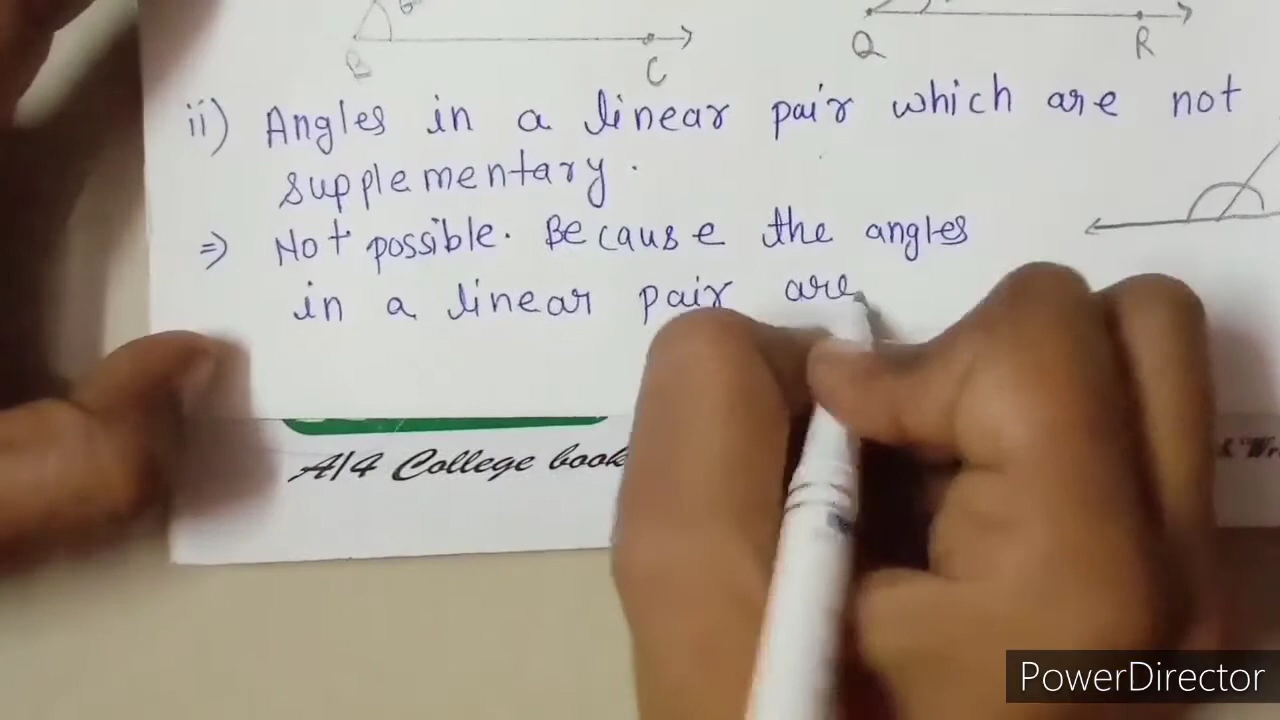 B C Q R
ii) Angles in a linear pair which are not
supplementary.
⇒ Not possible. Because the angles
in a linear pair are
A/4 College book
PowerDirector